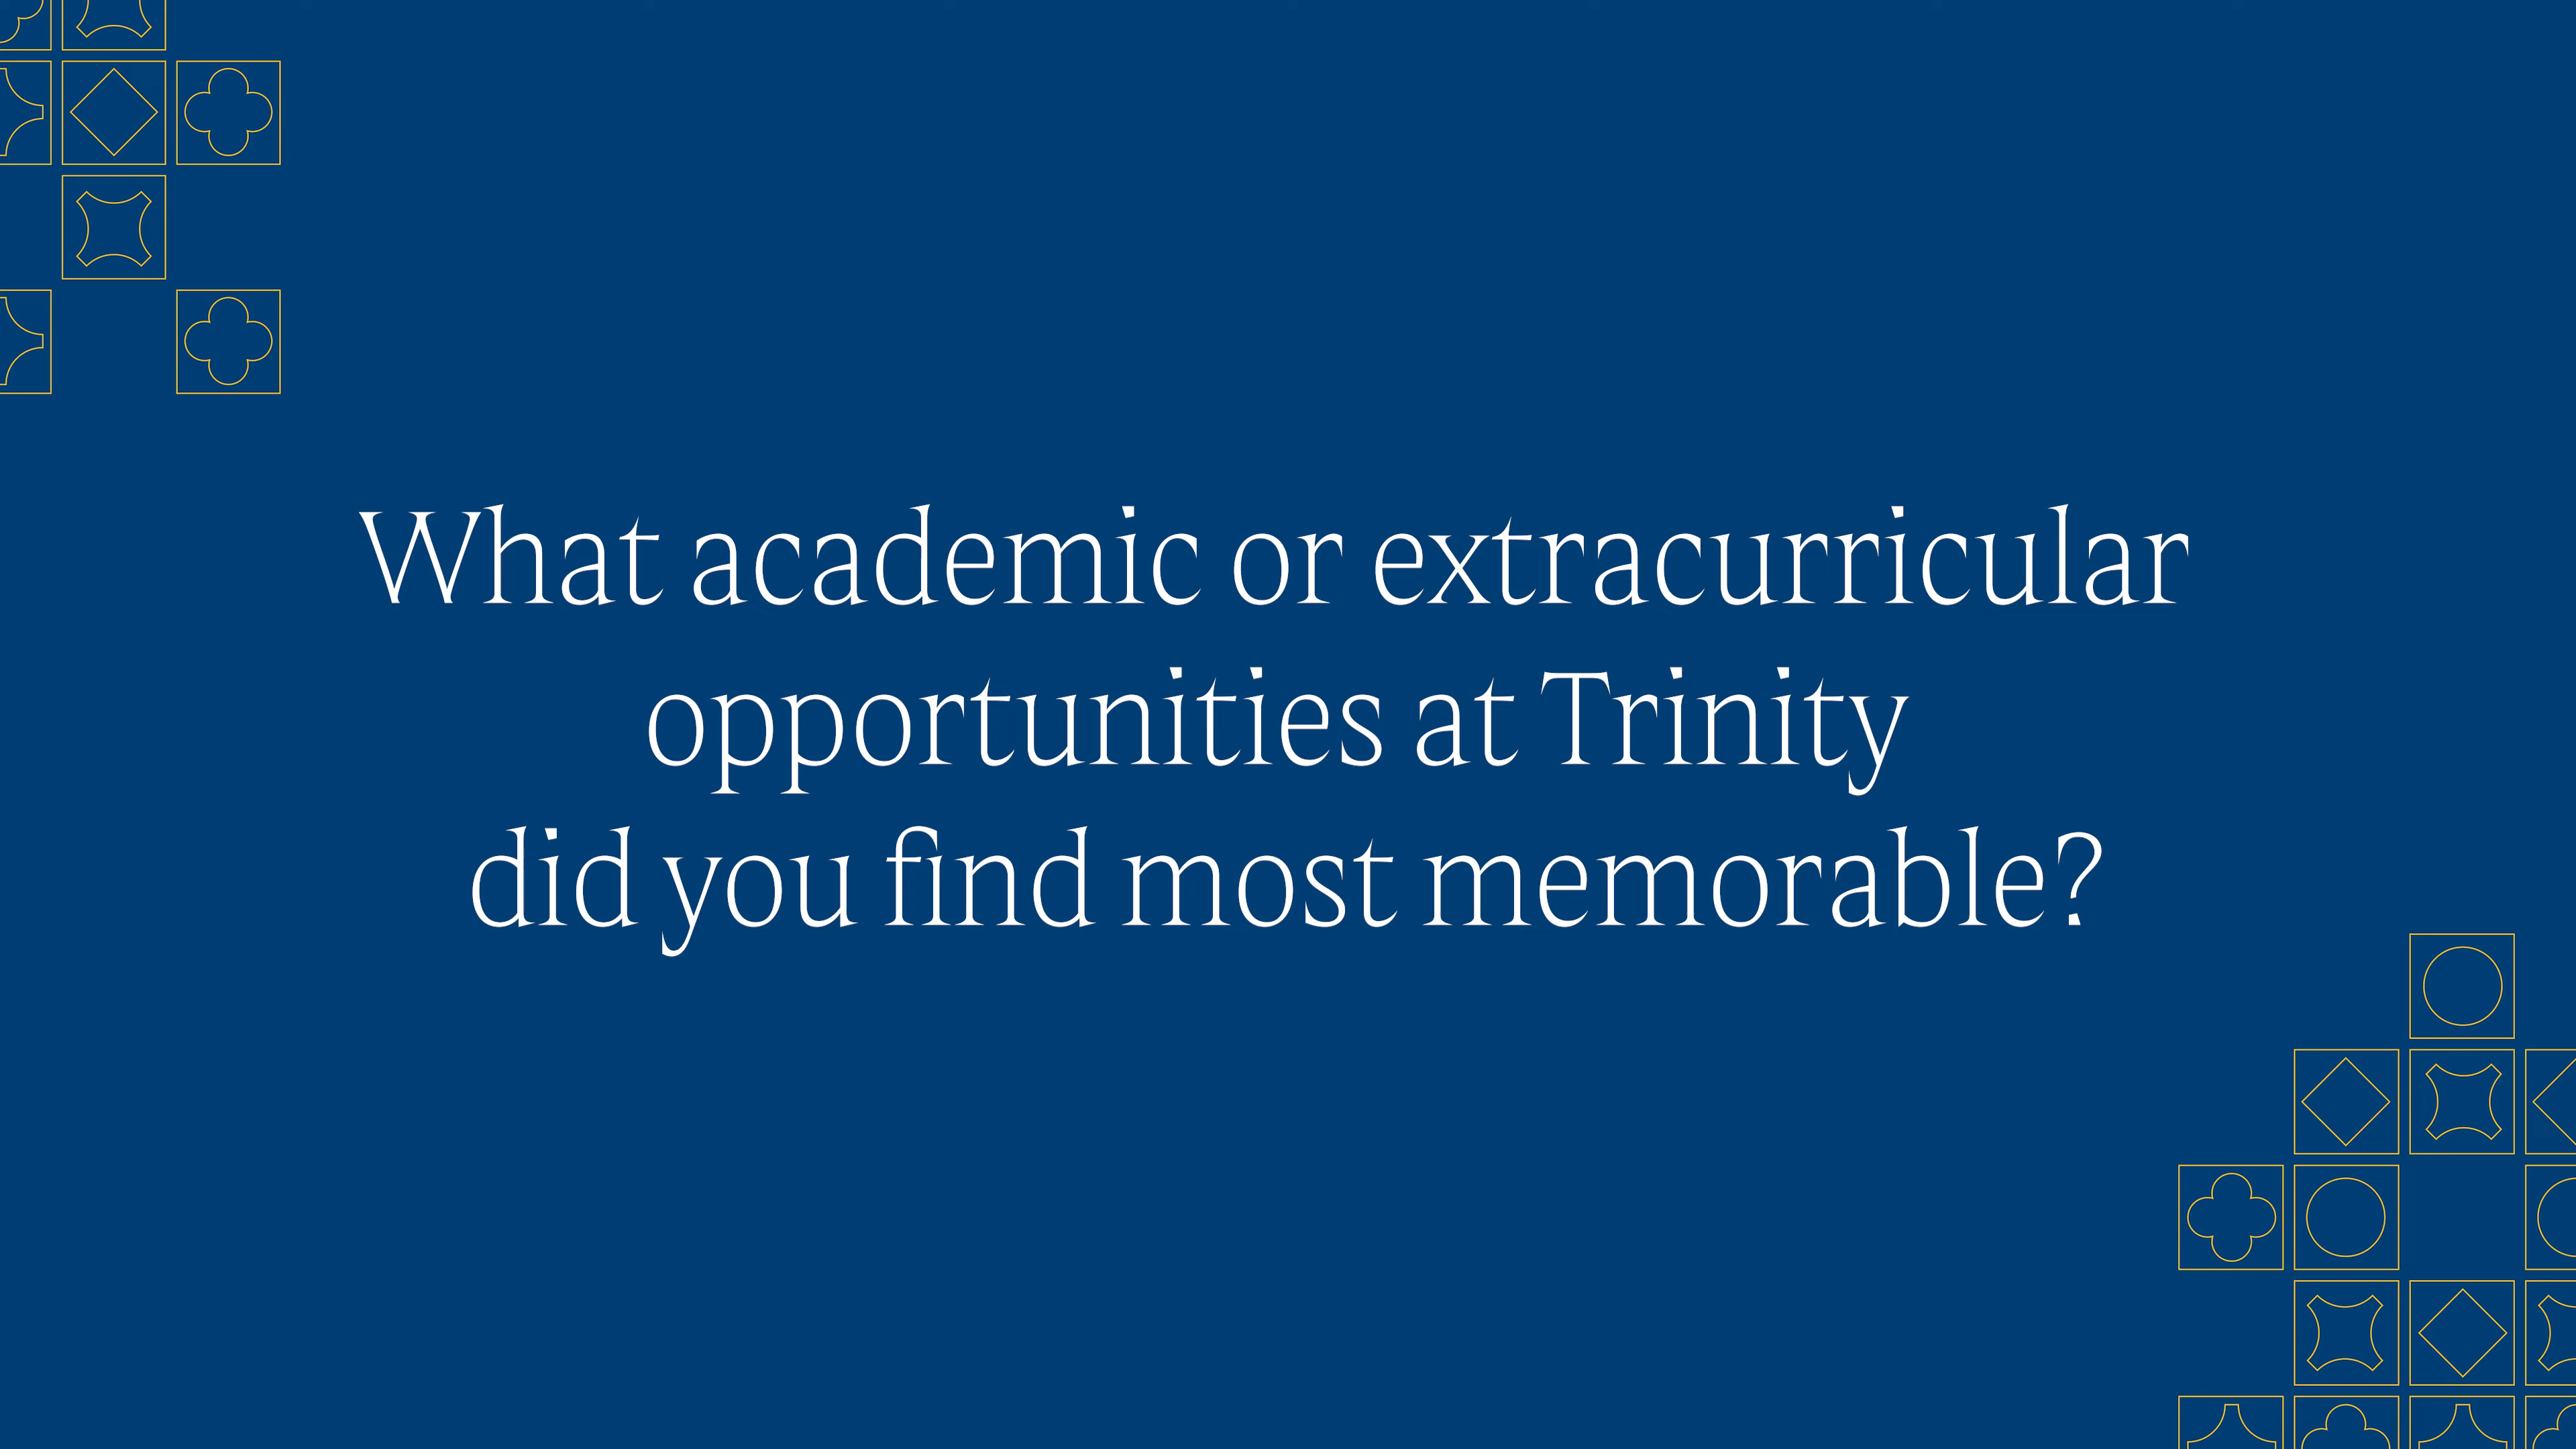 What academic or extracurricular
opportunities at Trinity
did you find most memorable?